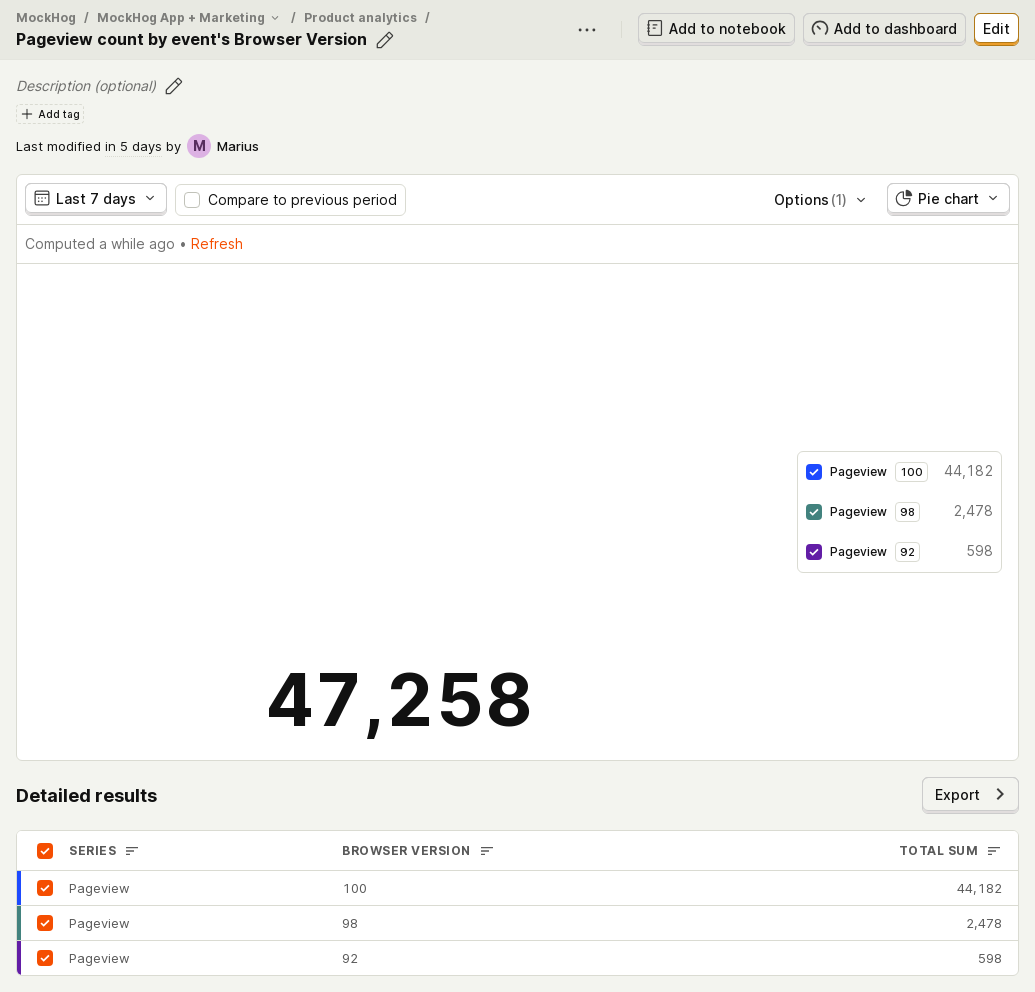 MockHog / MockHog App + Marketing / Product analytics /
Pageview count by event's Browser Version
Add to notebook
Add to dashboard
Edit
Description (optional)
Add tag
Last modified in 5 days by M Marius
Last 7 days
Compare to previous period
Options (1)
Pie chart
Computed a while ago • Refresh
Pageview 100 44,182
Pageview 98 2,478
Pageview 92 598
47,258
Detailed results
Export
SERIES BROWSER VERSION TOTAL SUM
Pageview 100 44,182
Pageview 98 2,478
Pageview 92 598